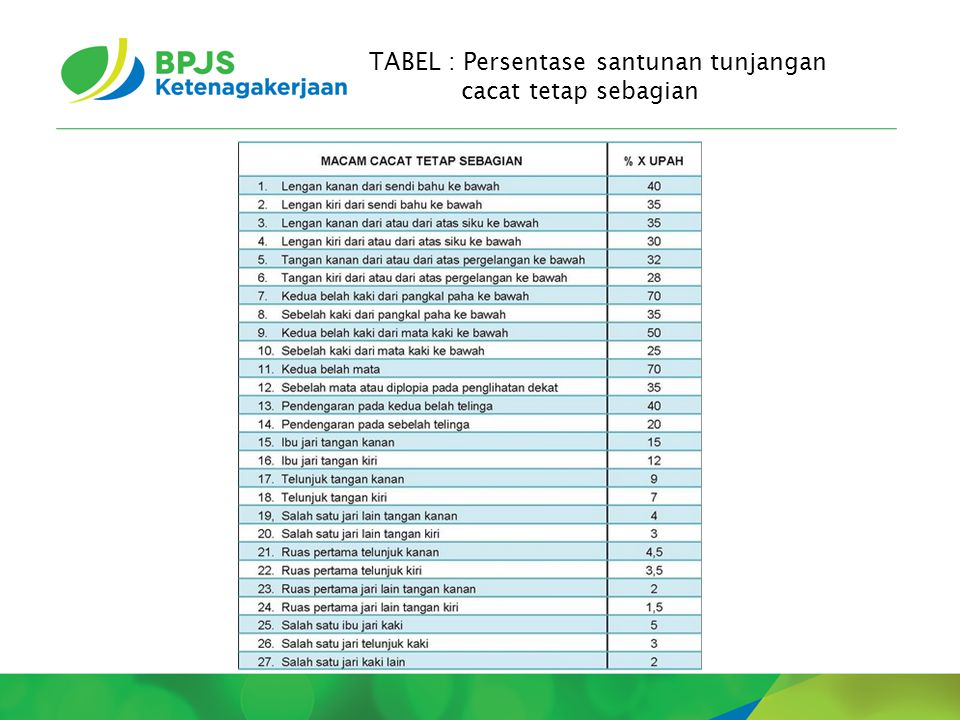 BPJS
Ketenagakerjaan
TABEL : Persentase santunan tunjangan
cacat tetap sebagian
MACAM CACAT TETAP SEBAGIAN % X UPAH
1. Lengan kanan dari sendi bahu ke bawah 40
2. Lengan kiri dari sendi bahu ke bawah 35
3. Lengan kanan dari atau dari atas siku ke bawah 35
4. Lengan kiri dari atau dari atas siku ke bawah 30
5. Tangan kanan dari atau dari atas pergelangan ke bawah 32
6. Tangan kiri dari atau dari atas pergelangan ke bawah 28
7. Kedua belah kaki dari pangkal paha ke bawah 70
8. Sebelah kaki dari pangkal paha ke bawah 35
9. Kedua belah kaki dari mata kaki ke bawah 50
10. Sebelah kaki dari mata kaki ke bawah 25
11. Kedua belah mata 70
12. Sebelah mata atau diplopia pada penglihatan dekat 35
13. Pendengaran pada kedua belah telinga 40
14. Pendengaran pada sebelah telinga 20
15. Ibu jari tangan kanan 15
16. Ibu jari tangan kiri 12
17. Telunjuk tangan kanan 9
18. Telunjuk tangan kiri 7
19, Salah satu jari lain tangan kanan 4
20. Salah satu jari lain tangan kiri 3
21. Ruas pertama telunjuk kanan 4,5
22. Ruas pertama telunjuk kiri 3,5
23. Ruas pertama jari lain tangan kanan 2
24. Ruas pertama jari lain tangan kiri 1,5
25. Salah satu ibu jari kaki 5
26. Salah satu jari telunjuk kaki 3
27. Salah satu jari kaki lain 2